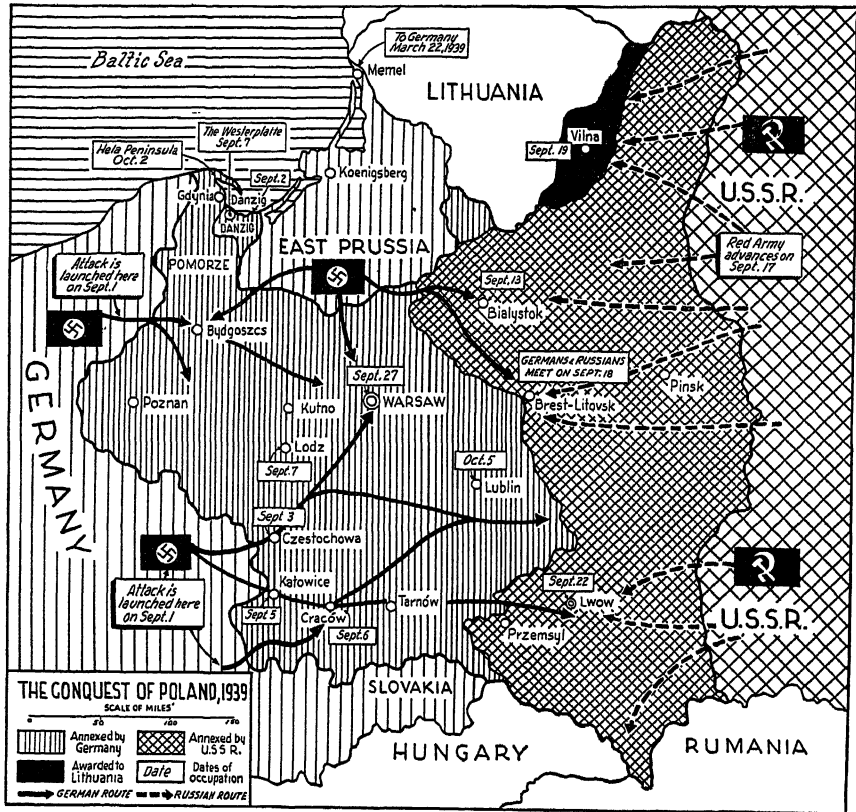 To Germany
March 22, 1939
Memel
Baltic Sea
LITHUANIA
The Westerplatte
Sept. 7
Vilna
Sept. 19
Hela Peninsula
Oct. 2
Sept. 2
Koenigsberg
Gdynia
Danzig
DANZIG
U.S.S.R.
EAST PRUSSIA
Red Army
advances on
Sept. 17
POMORZE
Attack is
launched here
on Sept. 1
Sept. 13
Bialystok
Bydgoszcs
GERMANS & RUSSIANS
MEET ON SEPT. 18
GERMANY
Sept. 27
Pinsk
Poznan
Kutno
WARSAW
Brest-Litovsk
Lodz
Sept. 7
Oct. 5
Lublin
Sept 3
Czestochowa
Attack is
launched here
on Sept. 1
Katowice
Sept 5
Craców
Sept. 6
Tarnów
Sept. 22
Lwow
Przemsyl
U.S.S.R.
SLOVAKIA
HUNGARY
RUMANIA
THE CONQUEST OF POLAND, 1939
SCALE OF MILES
0 50 100 150
Annexed by
Germany
Annexed by
U.S.S R.
Awarded to
Lithuania
Date
Dates of
occupation
GERMAN ROUTE
RUSSIAN ROUTE